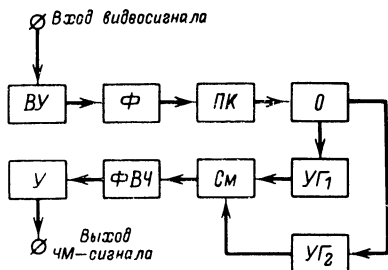 Вход видеосигнала
ВУ Ф ПК О
У ФВЧ См УГ₁
Выход
ЧМ-сигнала
УГ₂